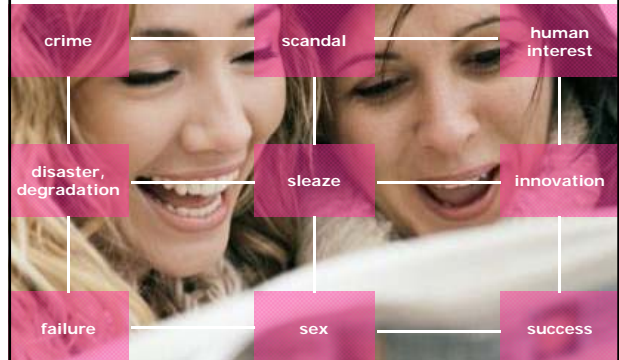 crime
scandal
human
interest
disaster,
degradation
sleaze
innovation
failure
sex
success